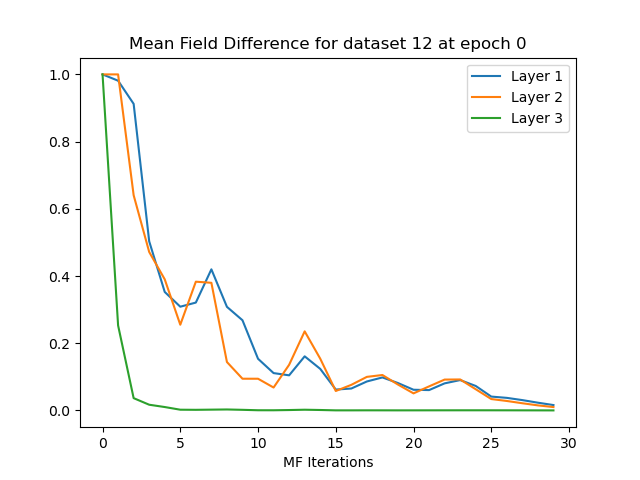 Mean Field Difference for dataset 12 at epoch 0
1.0
0.8
0.6
0.4
0.2
0.0
Layer 1
Layer 2
Layer 3
0 5 10 15 20 25 30
MF Iterations